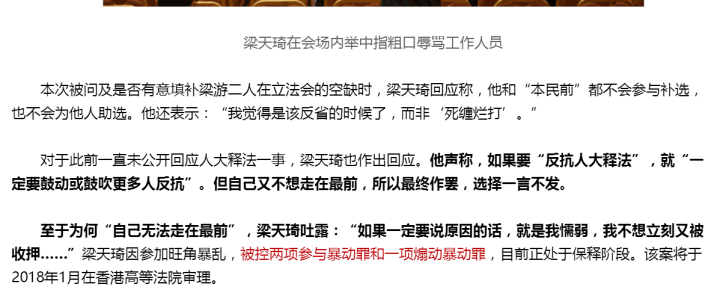 梁天琦在会场内举中指粗口辱骂工作人员
本次被问及是否有意填补梁游二人在立法会的空缺时，梁天琦回应称，他和“本民前”都不会参与补选，
也不会为他人助选。他还表示：“我觉得是该反省的时候了，而非‘死缠烂打’。”
对于此前一直未公开回应人大释法一事，梁天琦也作出回应。他声称，如果要“反抗人大释法”，就“一
定要鼓动或鼓吹更多人反抗”。但自己又不想走在最前，所以最终作罢，选择一言不发。
至于为何“自己无法走在最前”，梁天琦吐露：“如果一定要说原因的话，就是我懦弱，我不想立刻又被
收押……”梁天琦因参加旺角暴乱，被控两项参与暴动罪和一项煽动暴动罪，目前正处于保释阶段。该案将于
2018年1月在香港高等法院审理。